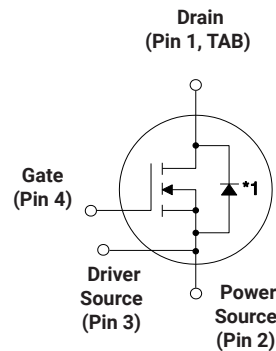 Drain
(Pin 1, TAB)
*1
Gate
(Pin 4)
Driver
Source
(Pin 3)
Power
Source
(Pin 2)